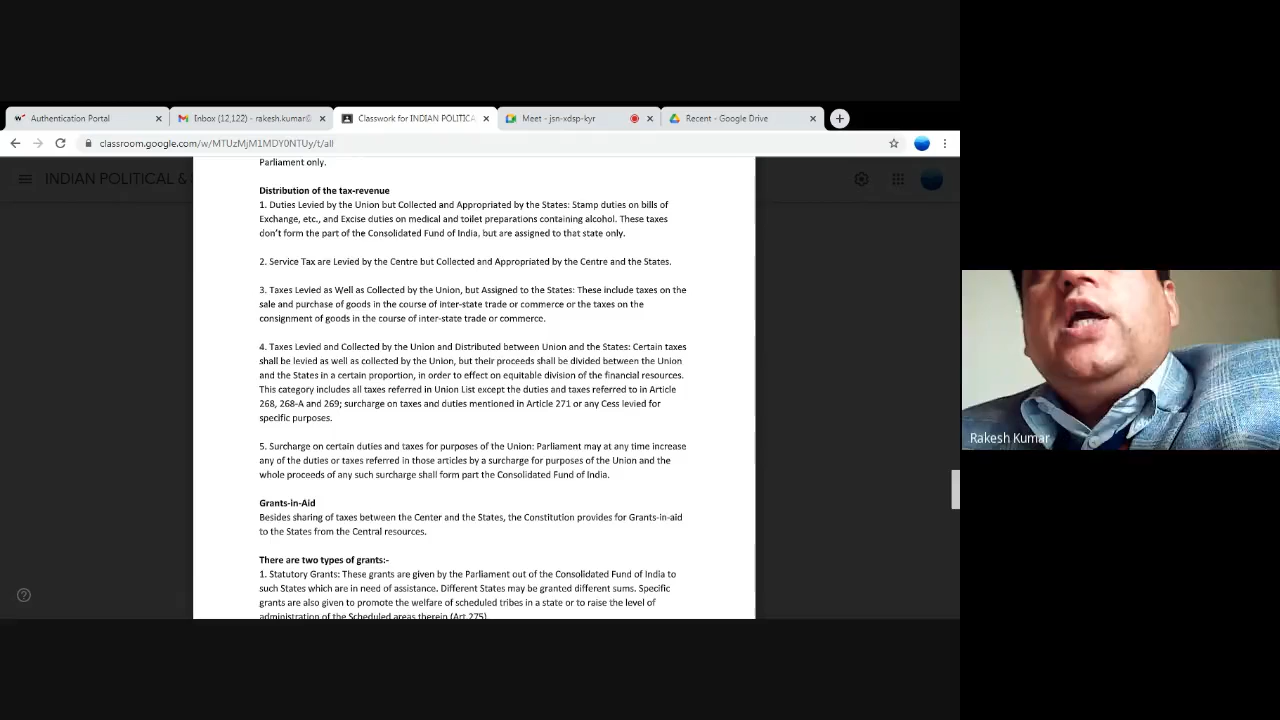 Authentication Portal
Inbox (12,122) - rakesh.kumar@
Classwork for INDIAN POLITICA
Meet - jsn-xdsp-kyr
Recent - Google Drive
classroom.google.com/w/MTUzMjM1MDY0NTUy/t/all
Parliament only.
INDIAN POLITICAL &
Distribution of the tax-revenue
1. Duties Levied by the Union but Collected and Appropriated by the States: Stamp duties on bills of
Exchange, etc., and Excise duties on medical and toilet preparations containing alcohol. These taxes
don't form the part of the Consolidated Fund of India, but are assigned to that state only.
2. Service Tax are Levied by the Centre but Collected and Appropriated by the Centre and the States.
3. Taxes Levied as Well as Collected by the Union, but Assigned to the States: These include taxes on the
sale and purchase of goods in the course of inter-state trade or commerce or the taxes on the
consignment of goods in the course of inter-state trade or commerce.
4. Taxes Levied and Collected by the Union and Distributed between Union and the States: Certain taxes
shall be levied as well as collected by the Union, but their proceeds shall be divided between the Union
and the States in a certain proportion, in order to effect on equitable division of the financial resources.
This category includes all taxes referred in Union List except the duties and taxes referred to in Article
268, 268-A and 269; surcharge on taxes and duties mentioned in Article 271 or any Cess levied for
specific purposes.
5. Surcharge on certain duties and taxes for purposes of the Union: Parliament may at any time increase
any of the duties or taxes referred in those articles by a surcharge for purposes of the Union and the
whole proceeds of any such surcharge shall form part the Consolidated Fund of India.
Grants-in-Aid
Besides sharing of taxes between the Center and the States, the Constitution provides for Grants-in-aid
to the States from the Central resources.
There are two types of grants:-
1. Statutory Grants: These grants are given by the Parliament out of the Consolidated Fund of India to
such States which are in need of assistance. Different States may be granted different sums. Specific
grants are also given to promote the welfare of scheduled tribes in a state or to raise the level of
administration of the Scheduled areas therein (Art.275).
Rakesh Kumar